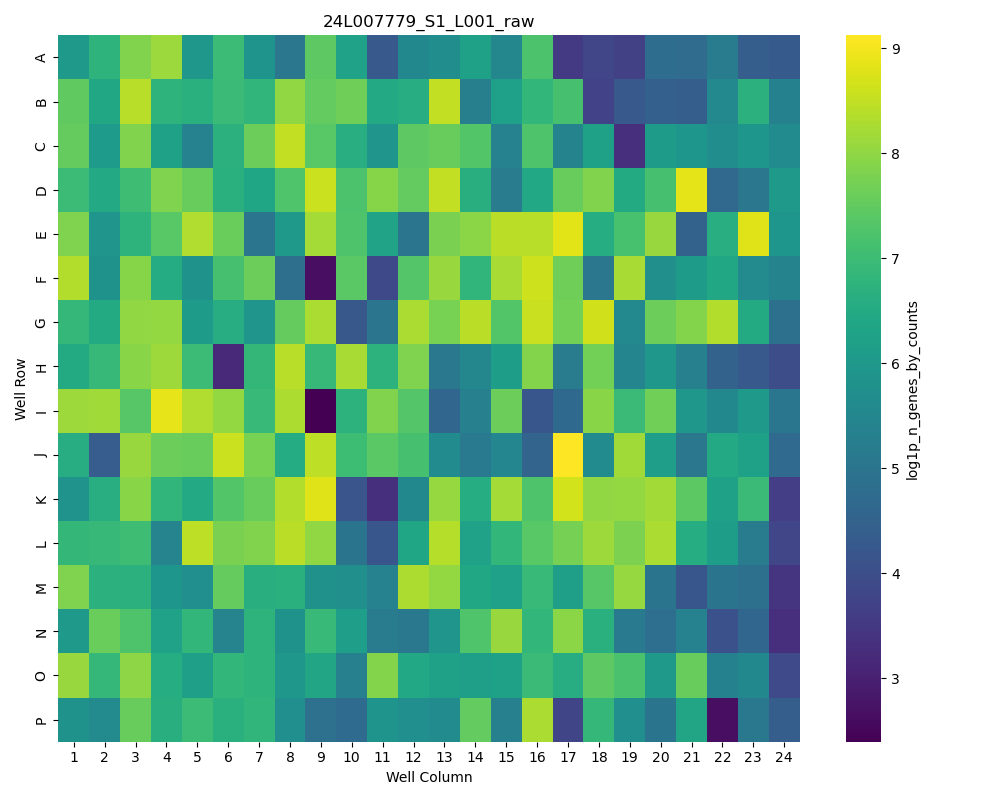 24L007779_S1_L001_raw
Well Row
A
B
C
D
E
F
G
H
I
J
K
L
M
N
O
P
1 2 3 4 5 6 7 8 9 10 11 12 13 14 15 16 17 18 19 20 21 22 23 24
Well Column
9
8
7
6
5
4
3
log1p_n_genes_by_counts